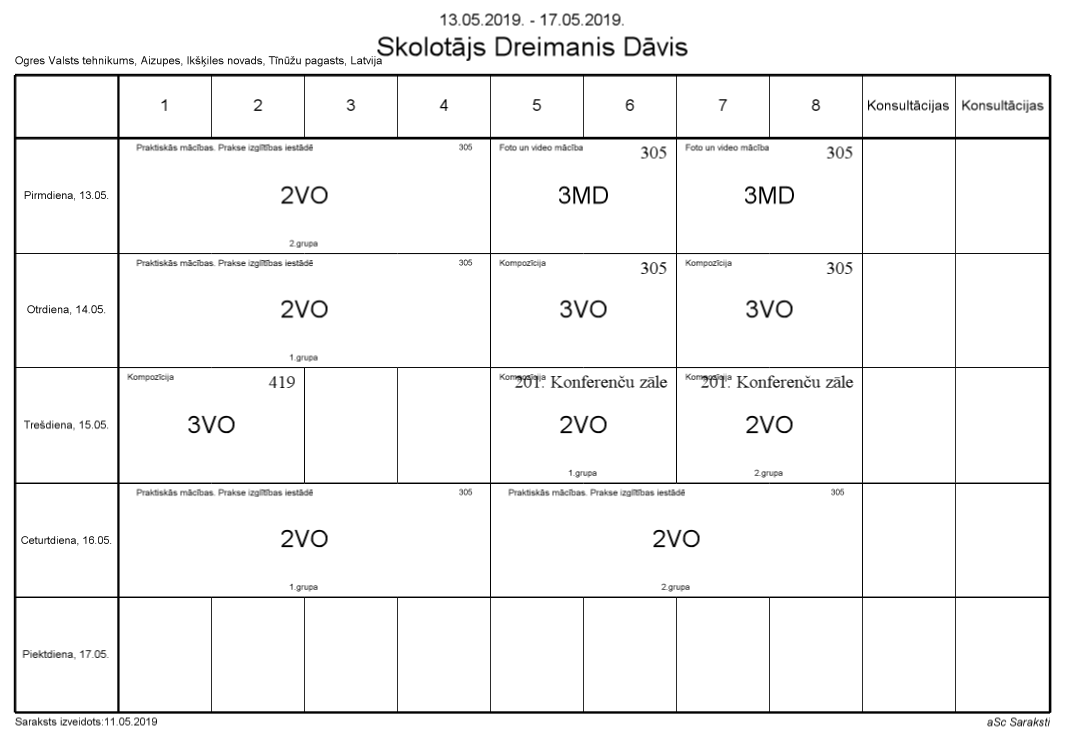 13.05.2019. - 17.05.2019.
Skolotājs Dreimanis Dāvis
Ogres Valsts tehnikums, Aizupes, Ikšķiles novads, Tīnūžu pagasts, Latvija
1 2 3 4 5 6 7 8 Konsultācijas Konsultācijas
Pirmdiena, 13.05.
Praktiskās mācības. Prakse izglītības iestādē 305
2VO
2.grupa
Foto un video mācība 305
3MD
Foto un video mācība 305
3MD
Otrdiena, 14.05.
Praktiskās mācības. Prakse izglītības iestādē 305
2VO
1.grupa
Kompozīcija 305
3VO
Kompozīcija 305
3VO
Trešdiena, 15.05.
Kompozīcija 419
3VO
Kompozīcija 201. Konferenču zāle
2VO
1.grupa
Kompozīcija 201. Konferenču zāle
2VO
2.grupa
Ceturtdiena, 16.05.
Praktiskās mācības. Prakse izglītības iestādē 305
2VO
1.grupa
Praktiskās mācības. Prakse izglītības iestādē 305
2VO
2.grupa
Piektdiena, 17.05.
Saraksts izveidots:11.05.2019
aSc Saraksti